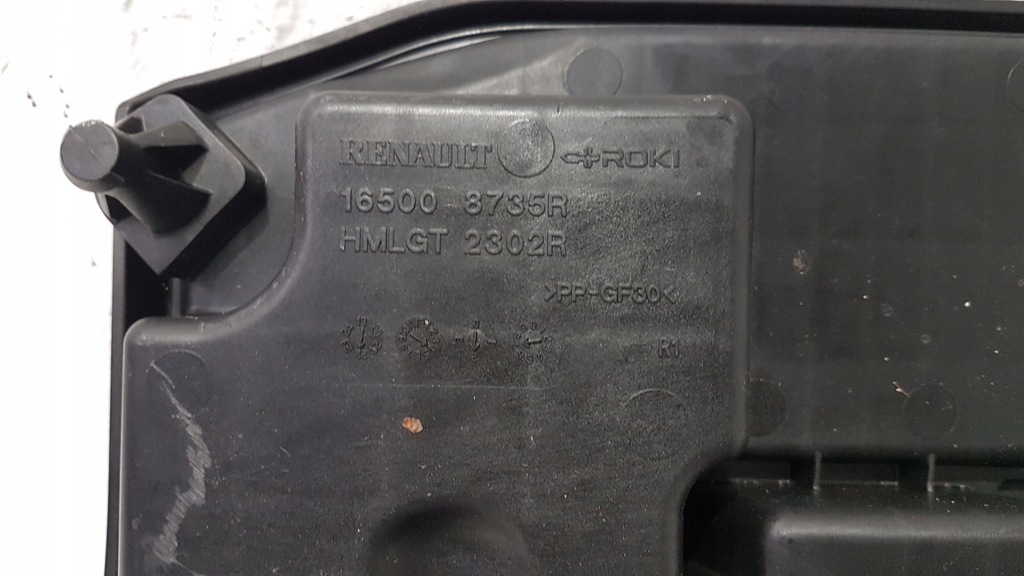 RENAULT ROKI
16500 8735R
HMLGT 2302R
>PP-GF30<
R1